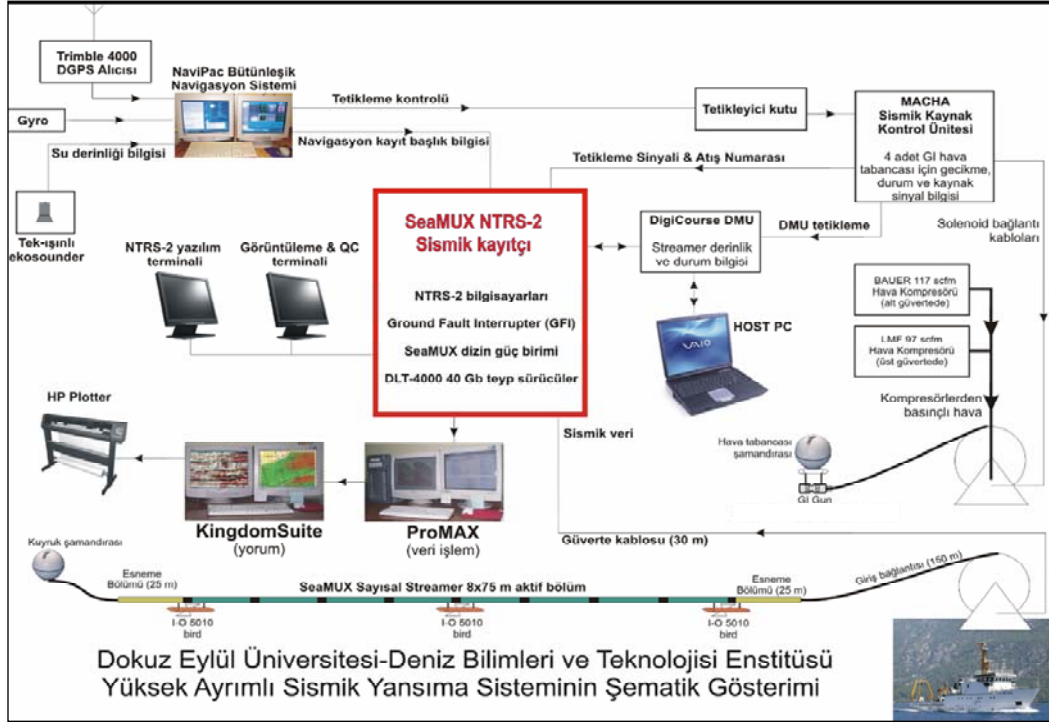 Trimble 4000
DGPS Alıcısı
NaviPac Bütünleşik
Navigasyon Sistemi
Gyro
Su derinliği bilgisi
Tek-ışınlı
ekosounder
Tetikleme kontrolü
Navigasyon kayıt başlık bilgisi
Tetikleyici kutu
MACHA
Sismik Kaynak
Kontrol Ünitesi
4 adet GI hava
tabancası için gecikme,
durum ve kaynak
sinyal bilgisi
Tetikleme Sinyali & Atış Numarası
DMU tetikleme
Solenoid bağlantı
kabloları
DigiCourse DMU
Streamer derinlik
ve durum bilgisi
HOST PC
VAIO
NTRS-2 yazılım
terminali
Görüntüleme & QC
terminali
SeaMUX NTRS-2
Sismik kayıtçı
NTRS-2 bilgisayarları
Ground Fault Interrupter (GFI)
SeaMUX dizin güç birimi
DLT-4000 40 Gb teyp sürücüler
BAUER 117 scfm
Hava Kompresörü
(alt güvertede)
LMF 97 scfm
Hava Kompresörü
(üst güvertede)
Kompresörlerden
basınçlı hava
Hava tabancası
şamandırası
GI Gun
HP Plotter
KingdomSuite
(yorum)
ProMAX
(veri işlem)
Sismik veri
Güverte kablosu (30 m)
Kuyruk şamandırası
Esneme
Bölümü (25 m)
SeaMUX Sayısal Streamer 8x75 m aktif bölüm
Esneme
Bölümü (25 m)
Giriş bağlantısı (150 m)
I-O 5010
bird
I-O 5010
bird
I-O 5010
bird
Dokuz Eylül Üniversitesi-Deniz Bilimleri ve Teknolojisi Enstitüsü
Yüksek Ayrımlı Sismik Yansıma Sisteminin Şematik Gösterimi